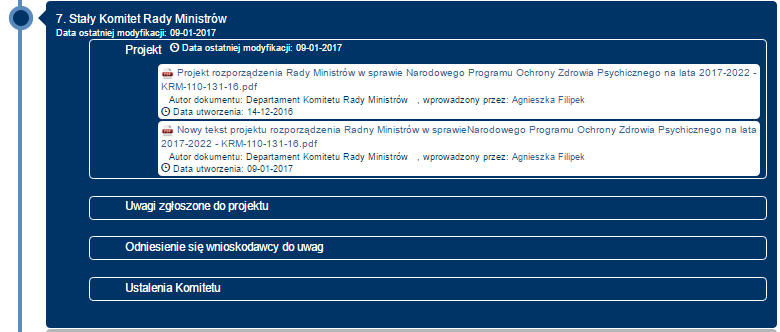 7. Stały Komitet Rady Ministrów
Data ostatniej modyfikacji: 09-01-2017
Projekt Data ostatniej modyfikacji: 09-01-2017
Projekt rozporządzenia Rady Ministrów w sprawie Narodowego Programu Ochrony Zdrowia Psychicznego na lata 2017-2022 -
KRM-110-131-16.pdf
Autor dokumentu: Departament Komitetu Rady Ministrów , wprowadzony przez: Agnieszka Filipek
Data utworzenia: 14-12-2016
Nowy tekst projektu rozporządzenia Radny Ministrów w sprawieNarodowego Programu Ochrony Zdrowia Psychicznego na lata
2017-2022 - KRM-110-131-16.pdf
Autor dokumentu: Departament Komitetu Rady Ministrów , wprowadzony przez: Agnieszka Filipek
Data utworzenia: 09-01-2017
Uwagi zgłoszone do projektu
Odniesienie się wnioskodawcy do uwag
Ustalenia Komitetu